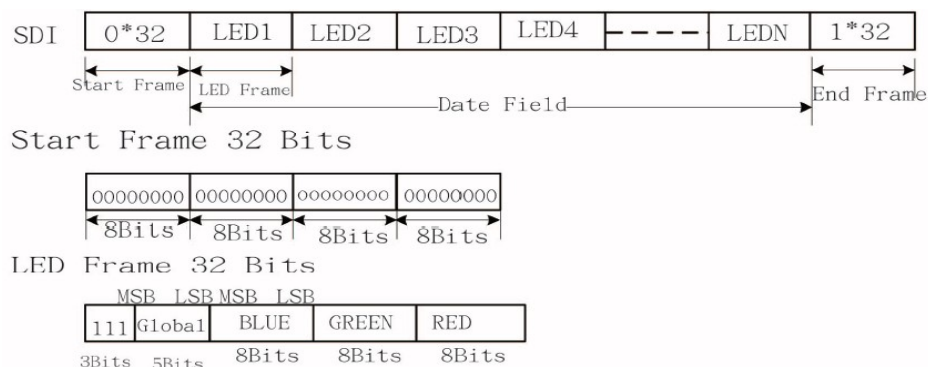 SDI 0*32 LED1 LED2 LED3 LED4 LEDN 1*32
Start Frame LED Frame Date Field End Frame
Start Frame 32 Bits
00000000 00000000 00000000 00000000
8Bits 8Bits 8Bits 8Bits
LED Frame 32 Bits
MSB LSB MSB LSB
111 Global BLUE GREEN RED
3Bits 5Bits 8Bits 8Bits 8Bits